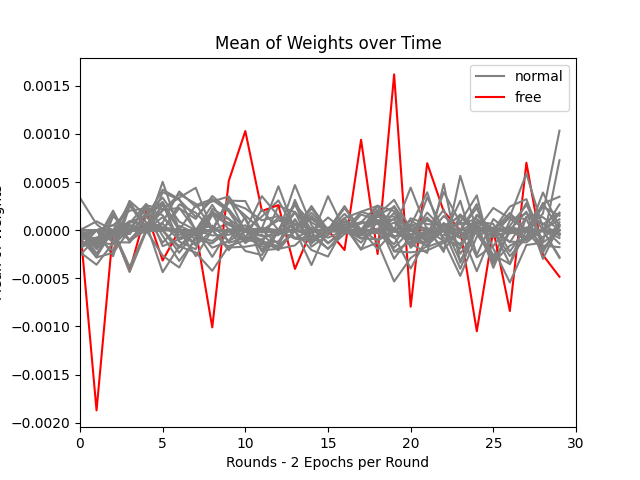 Mean of Weights over Time
normal
free
0.0015
0.0010
0.0005
0.0000
−0.0005
−0.0010
−0.0015
−0.0020
0 5 10 15 20 25 30
Rounds - 2 Epochs per Round